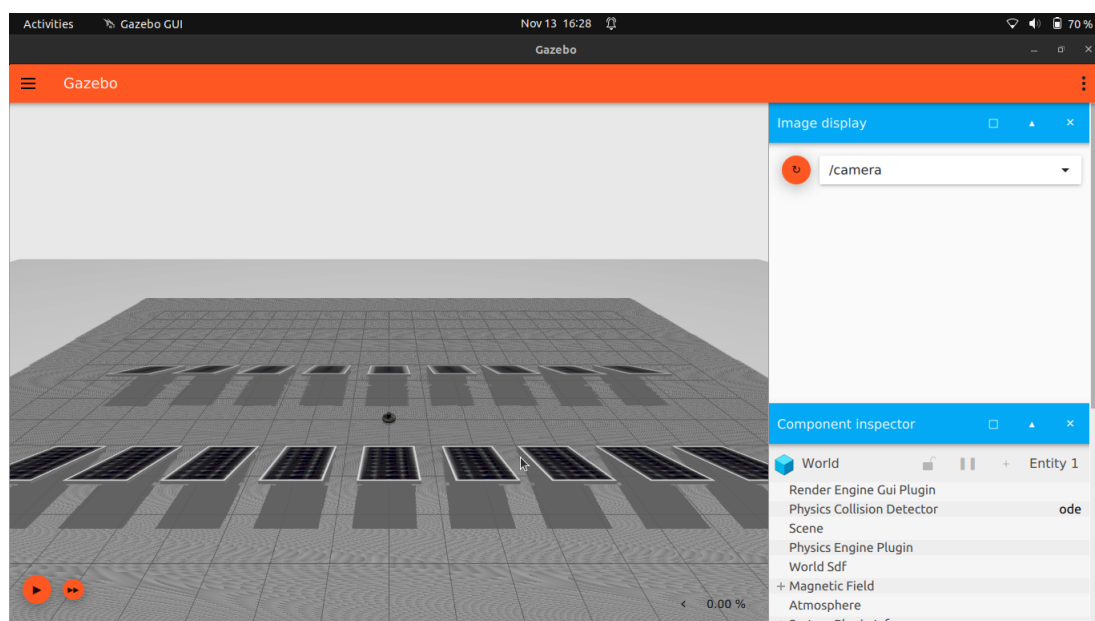 Activities Gazebo GUI Nov 13 16:28 70 %
Gazebo
Gazebo
Image display
/camera
Component inspector
World Entity 1
Render Engine Gui Plugin
Physics Collision Detector ode
Scene
Physics Engine Plugin
World Sdf
+ Magnetic Field
Atmosphere
0.00 %